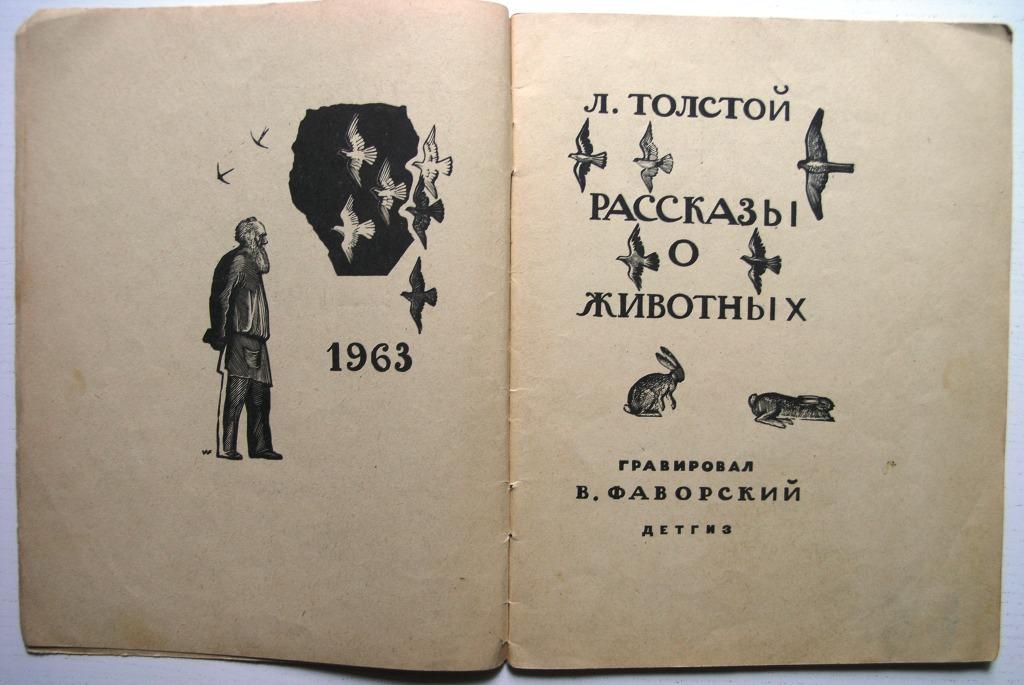 1963
Л. ТОЛСТОЙ
РАССКАЗЫ
О
ЖИВОТНЫХ
ГРАВИРОВАЛ
В. ФАВОРСКИЙ
ДЕТГИЗ